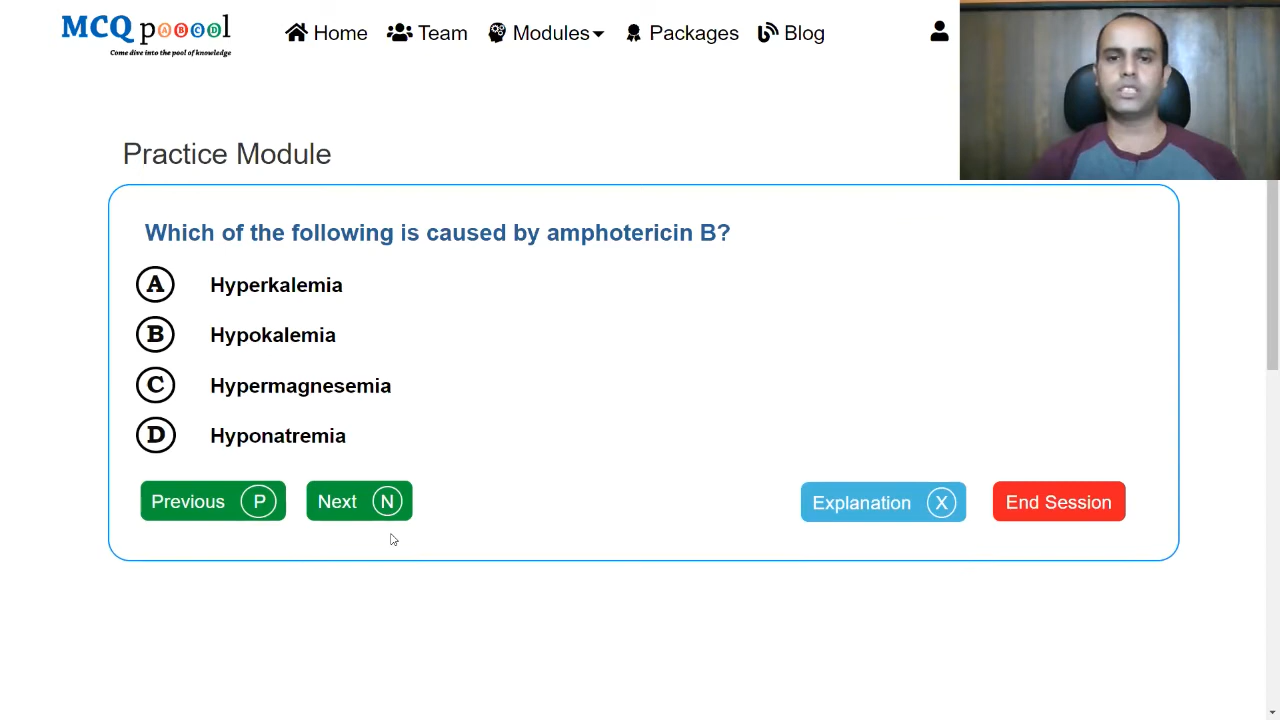 MCQ poool
A B C D
Come dive into the pool of knowledge
Home Team Modules Packages Blog
Practice Module
Which of the following is caused by amphotericin B?
A Hyperkalemia
B Hypokalemia
C Hypermagnesemia
D Hyponatremia
Previous P Next N Explanation X End Session